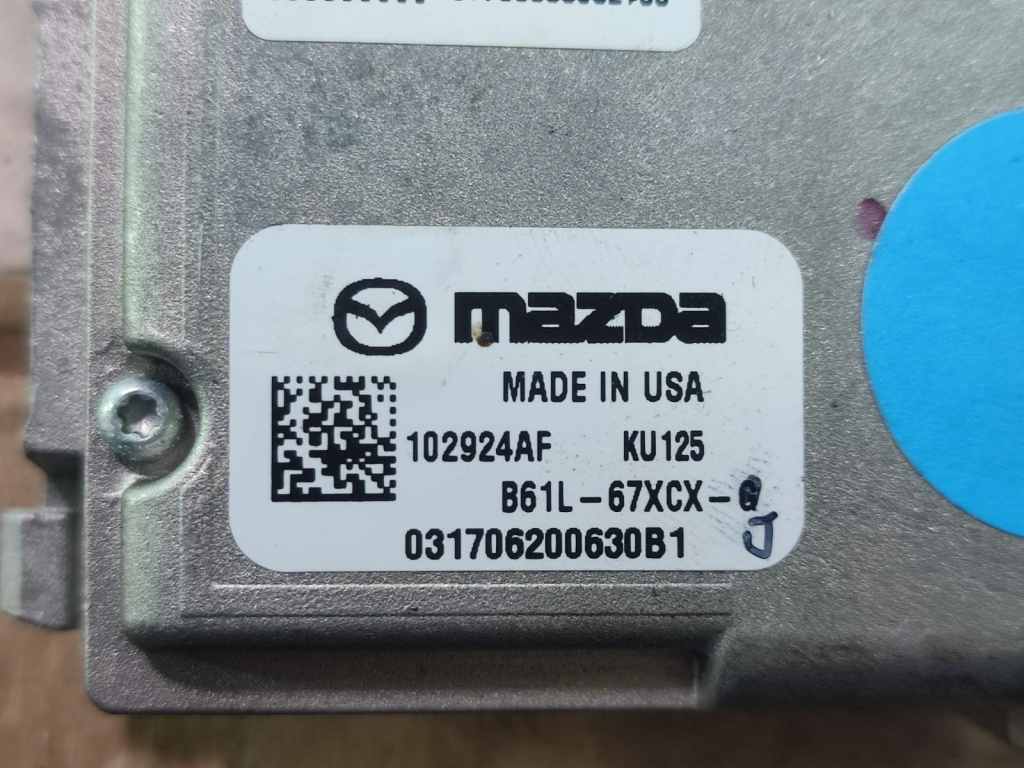 mazda
MADE IN USA
102924AF KU125
B61L-67XCX-G
J
031706200630B1